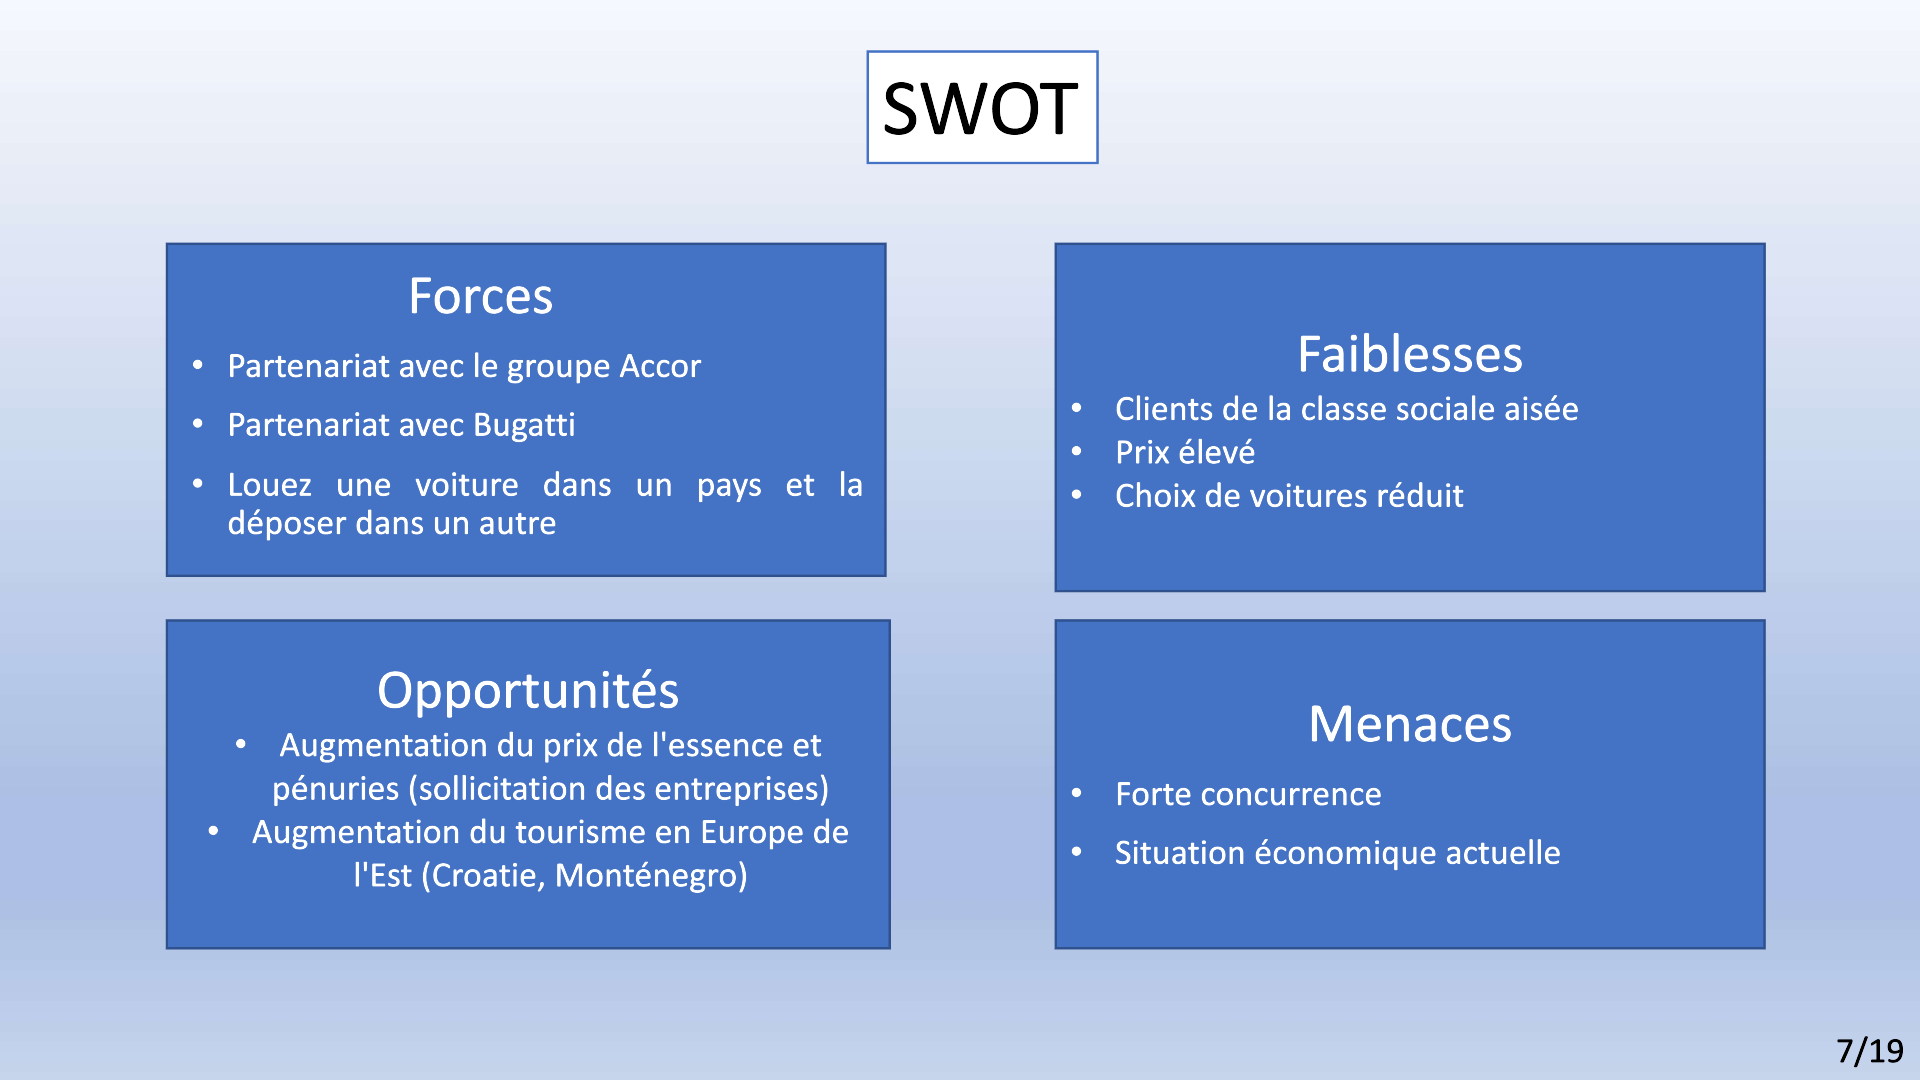 SWOT
Forces
• Partenariat avec le groupe Accor
• Partenariat avec Bugatti
• Louez une voiture dans un pays et la
déposer dans un autre
Faiblesses
• Clients de la classe sociale aisée
• Prix élevé
• Choix de voitures réduit
Opportunités
• Augmentation du prix de l'essence et
pénuries (sollicitation des entreprises)
• Augmentation du tourisme en Europe de
l'Est (Croatie, Monténegro)
Menaces
• Forte concurrence
• Situation économique actuelle
7/19